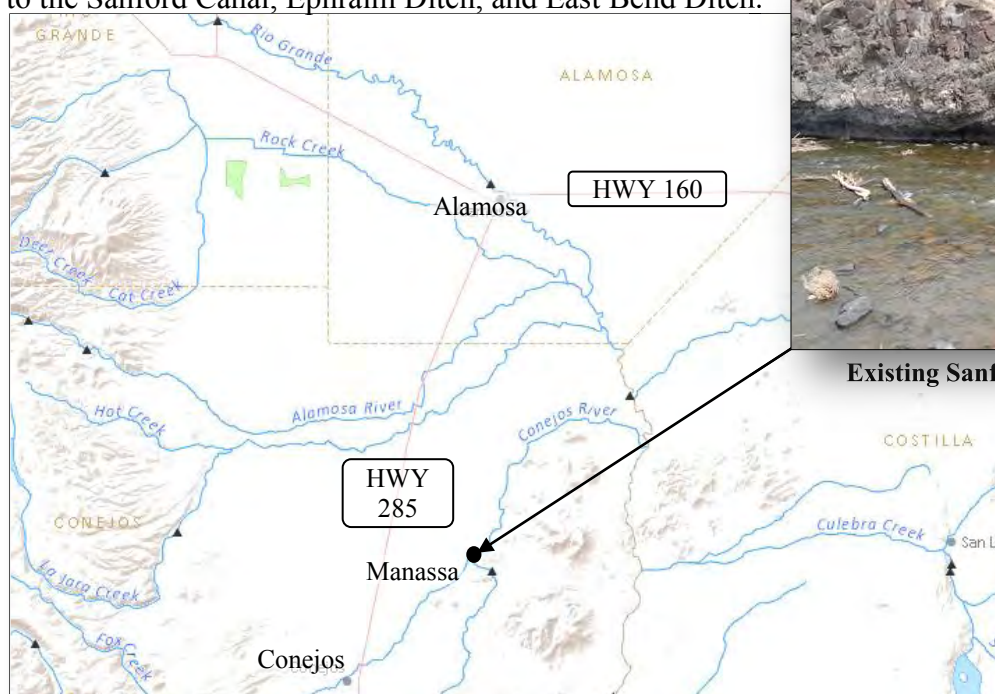 to the Sanford Canal, Ephraim Ditch, and East Bend Ditch.
GRANDE
Rio Grande
ALAMOSA
Rock Creek
HWY 160
Alamosa
Deer Creek
Cat Creek
Existing Sanf
Hot Creek
Alamosa River
Conejos River
COSTILLA
HWY
285
CONEJOS
Culebra Creek
San L
Manassa
La Jara Creek
Fox Creek
Conejos